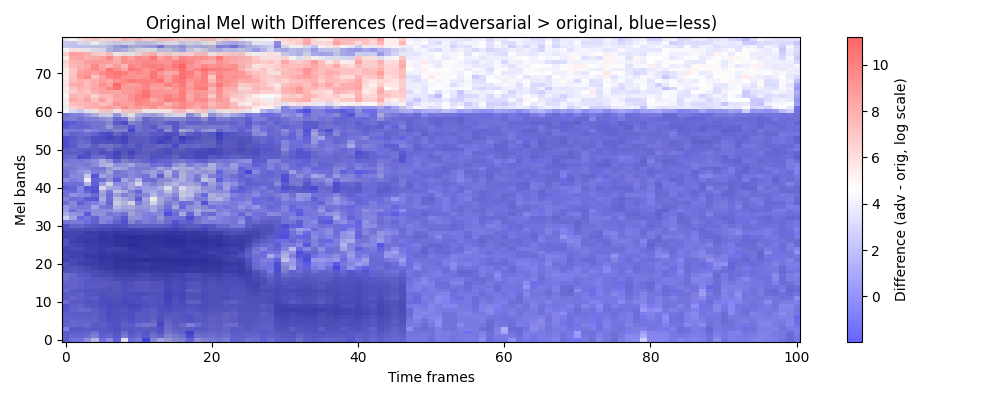 Original Mel with Differences (red=adversarial > original, blue=less)
Mel bands
70
60
50
40
30
20
10
0
0 20 40 60 80 100
Time frames
10
8
6
4
2
0
Difference (adv - orig, log scale)